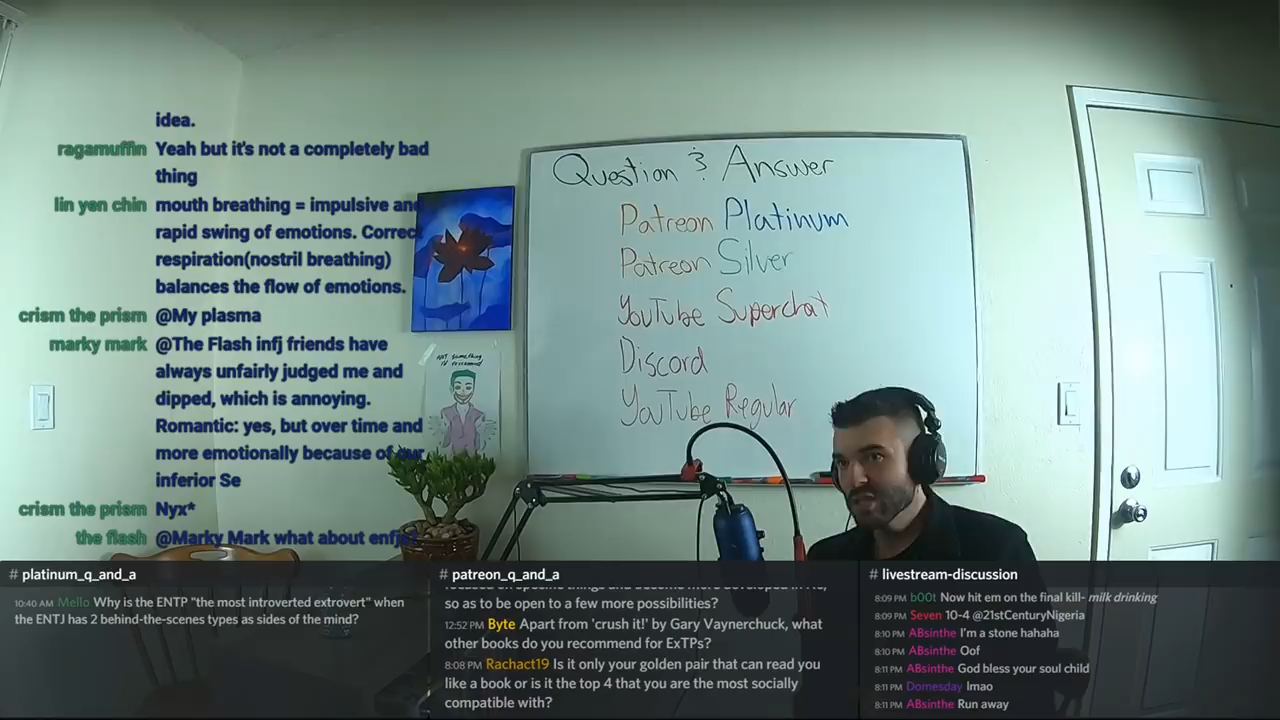 idea.
ragamuffin Yeah but it's not a completely bad
thing
lin yen chin mouth breathing = impulsive and
rapid swing of emotions. Correct
respiration(nostril breathing)
balances the flow of emotions.
crism the prism @My plasma
marky mark @The Flash infj friends have
always unfairly judged me and
dipped, which is annoying.
Romantic: yes, but over time and
more emotionally because of our
inferior Se
crism the prism Nyx*
the flash @Marky Mark what about enfjs?
Question & Answer
Patreon Platinum
Patreon Silver
YouTube Superchat
Discord
YouTube Regular
# platinum_q_and_a
10:40 AM Mello Why is the ENTP "the most introverted extrovert" when
the ENTJ has 2 behind-the-scenes types as sides of the mind?
# patreon_q_and_a
so as to be open to a few more possibilities?
12:52 PM Byte Apart from 'crush it!' by Gary Vaynerchuck, what
other books do you recommend for ExTPs?
8:08 PM Rachact19 Is it only your golden pair that can read you
like a book or is it the top 4 that you are the most socially
compatible with?
# livestream-discussion
8:09 PM b00t Now hit em on the final kill- milk drinking
8:09 PM Seven 10-4 @21stCenturyNigeria
8:10 PM ABsinthe I'm a stone hahaha
8:10 PM ABsinthe Oof
8:11 PM ABsinthe God bless your soul child
8:11 PM Domesday lmao
8:11 PM ABsinthe Run away